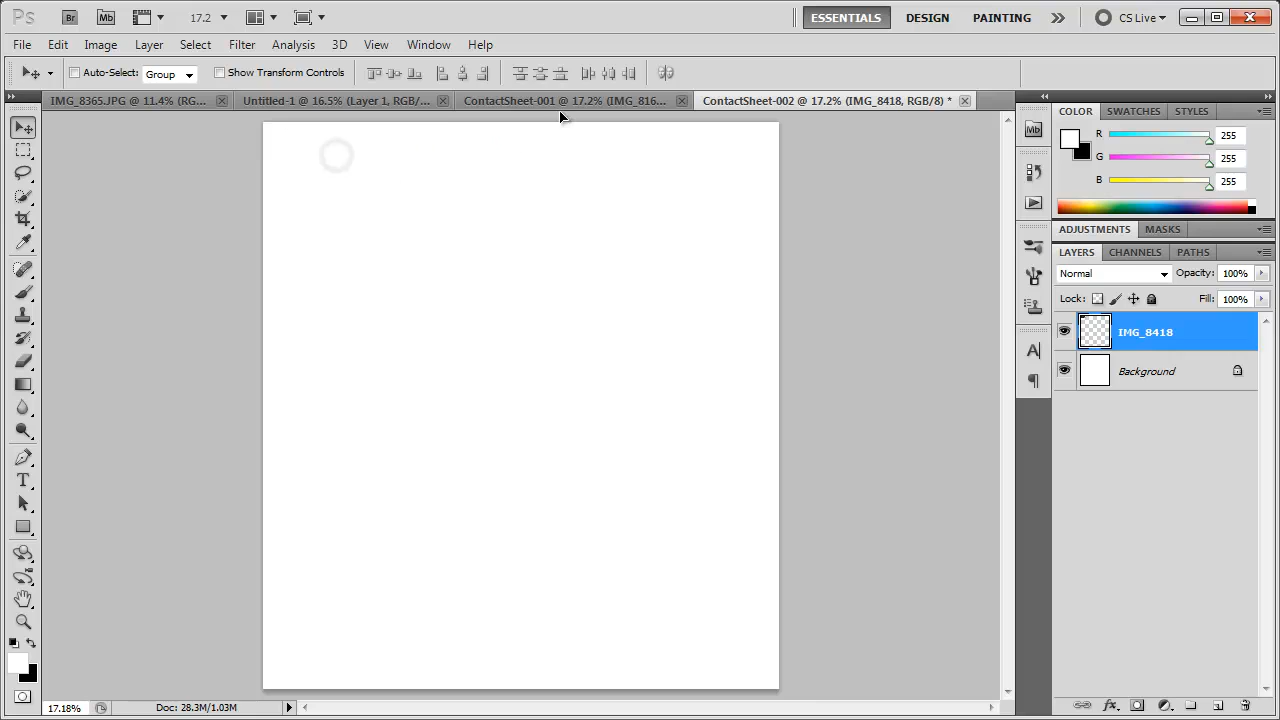 Ps Br Mb 17.2 ESSENTIALS DESIGN PAINTING CS Live
File Edit Image Layer Select Filter Analysis 3D View Window Help
Auto-Select: Group Show Transform Controls
IMG_8365.JPG @ 11.4% (RG... Untitled-1 @ 16.5% (Layer 1, RGB/... ContactSheet-001 @ 17.2% (IMG_816... ContactSheet-002 @ 17.2% (IMG_8418, RGB/8) *
COLOR SWATCHES STYLES
R 255
G 255
B 255
Mb
ADJUSTMENTS MASKS
LAYERS CHANNELS PATHS
Normal Opacity: 100%
Lock: Fill: 100%
IMG_8418
Background
17.18% Doc: 28.3M/1.03M